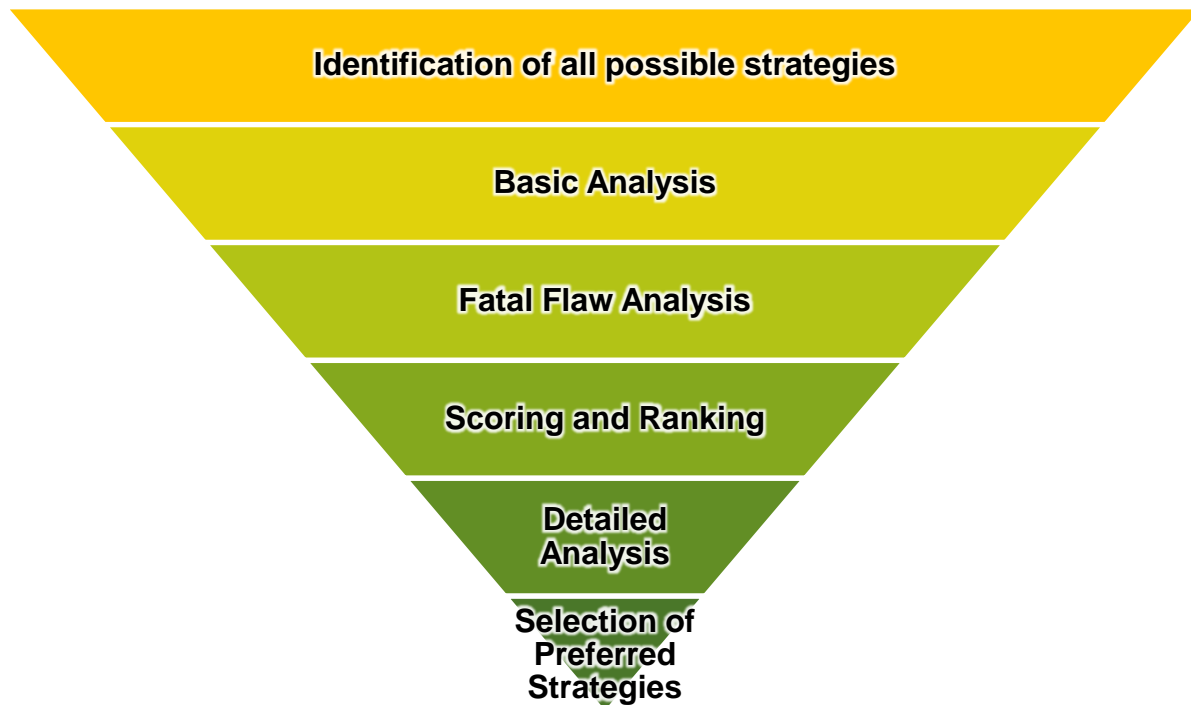 Identification of all possible strategies
Basic Analysis
Fatal Flaw Analysis
Scoring and Ranking
Detailed
Analysis
Selection of
Preferred
Strategies